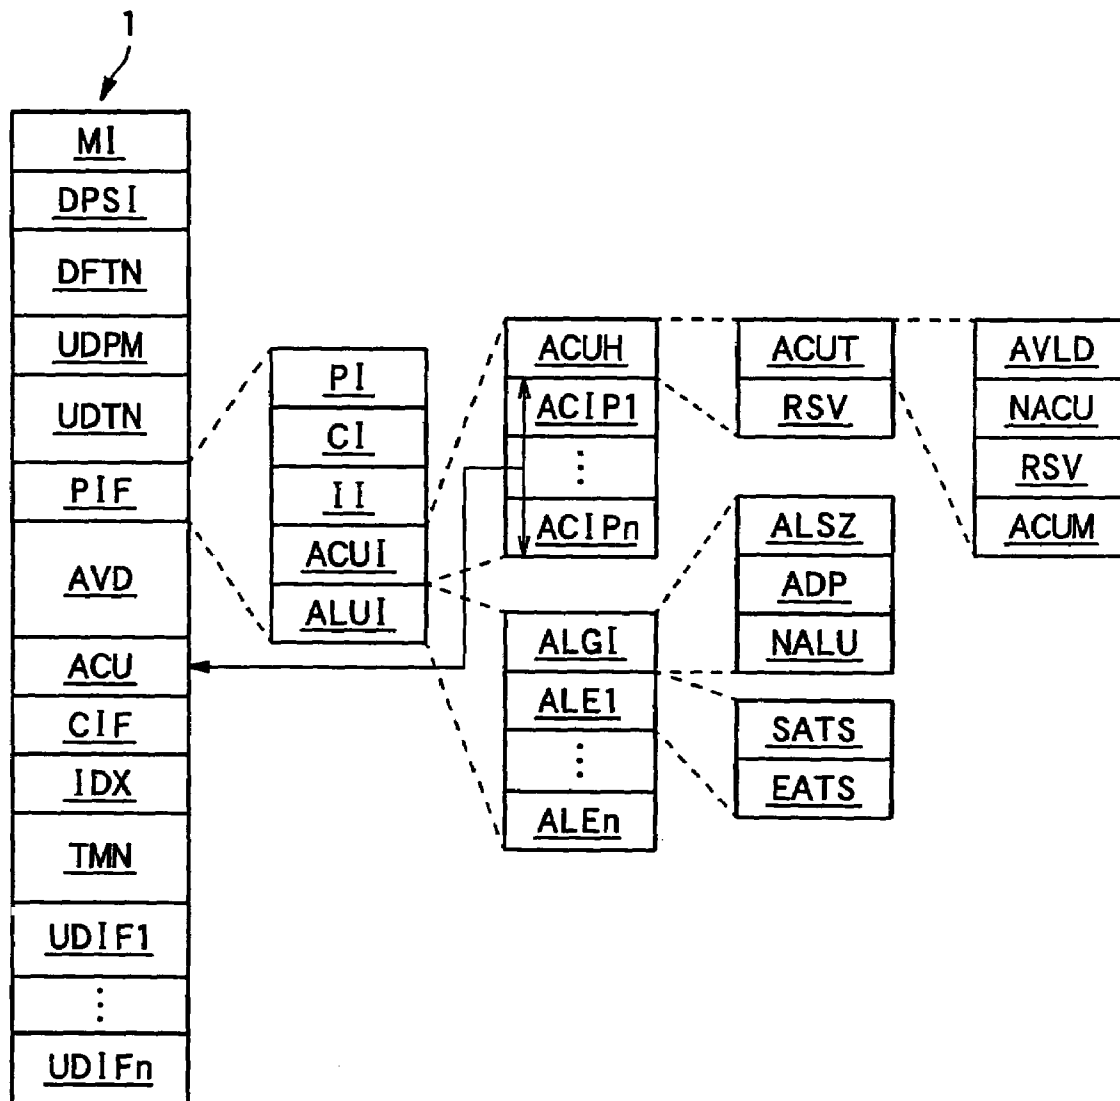 1
MI
DPSI
DFTN
UDPM
UDTN
PIF
AVD
ACU
CIF
IDX
TMN
UDIF1
⋮
UDIFn
PI
CI
II
ACUI
ALUI
ACUH
ACIP1
⋮
ACIPn
ALGI
ALE1
⋮
ALEn
ACUT
RSV
ALSZ
ADP
NALU
SATS
EATS
AVLD
NACU
RSV
ACUM